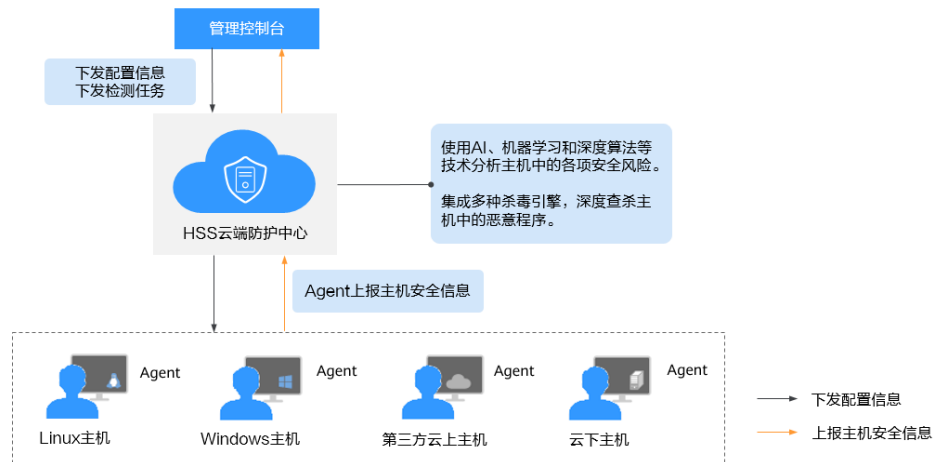 管理控制台
下发配置信息
下发检测任务
使用AI、机器学习和深度算法等
技术分析主机中的各项安全风险。
集成多种杀毒引擎，深度查杀主
机中的恶意程序。
HSS云端防护中心
Agent上报主机安全信息
Agent
Agent
Agent
Agent
Linux主机
Windows主机
第三方云上主机
云下主机
下发配置信息
上报主机安全信息